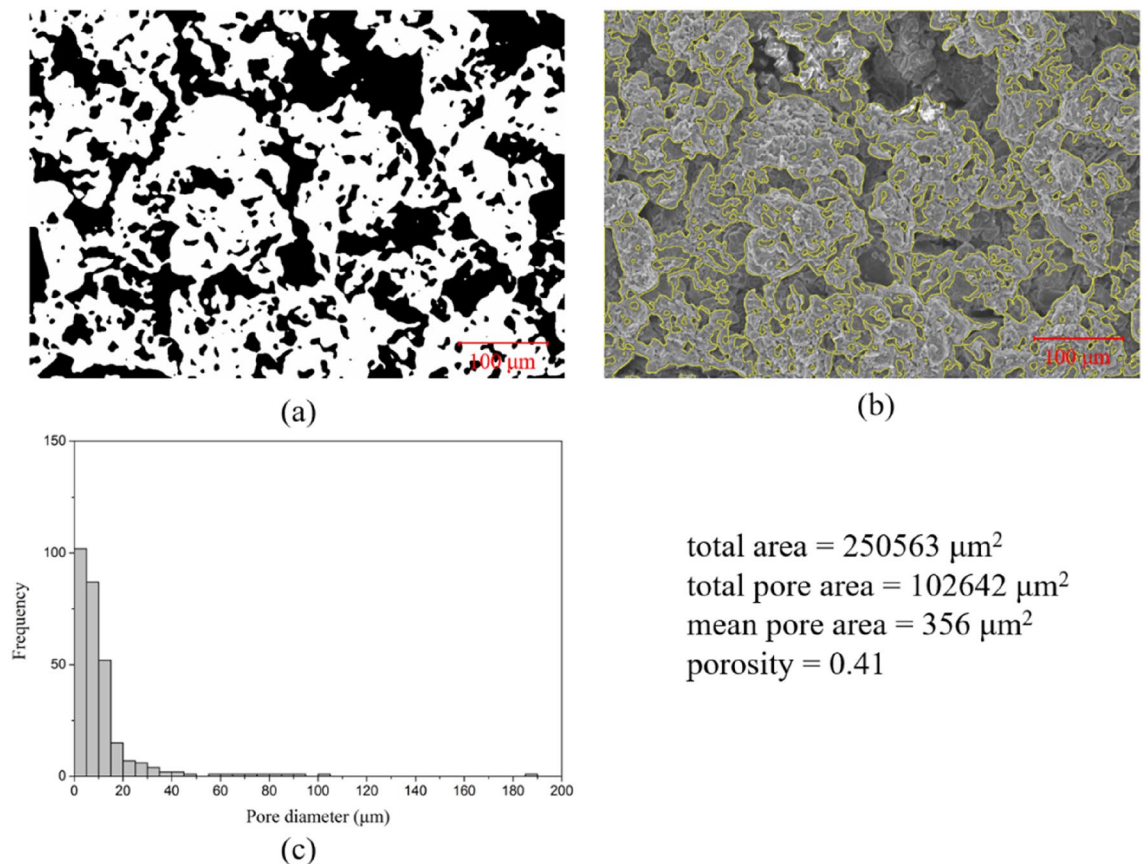 100 μm
100 μm
(a)
(b)
150
100
50
0
Frequency
0 20 40 60 80 100 120 140 160 180 200
Pore diameter (μm)
(c)
total area = 250563 μm²
total pore area = 102642 μm²
mean pore area = 356 μm²
porosity = 0.41